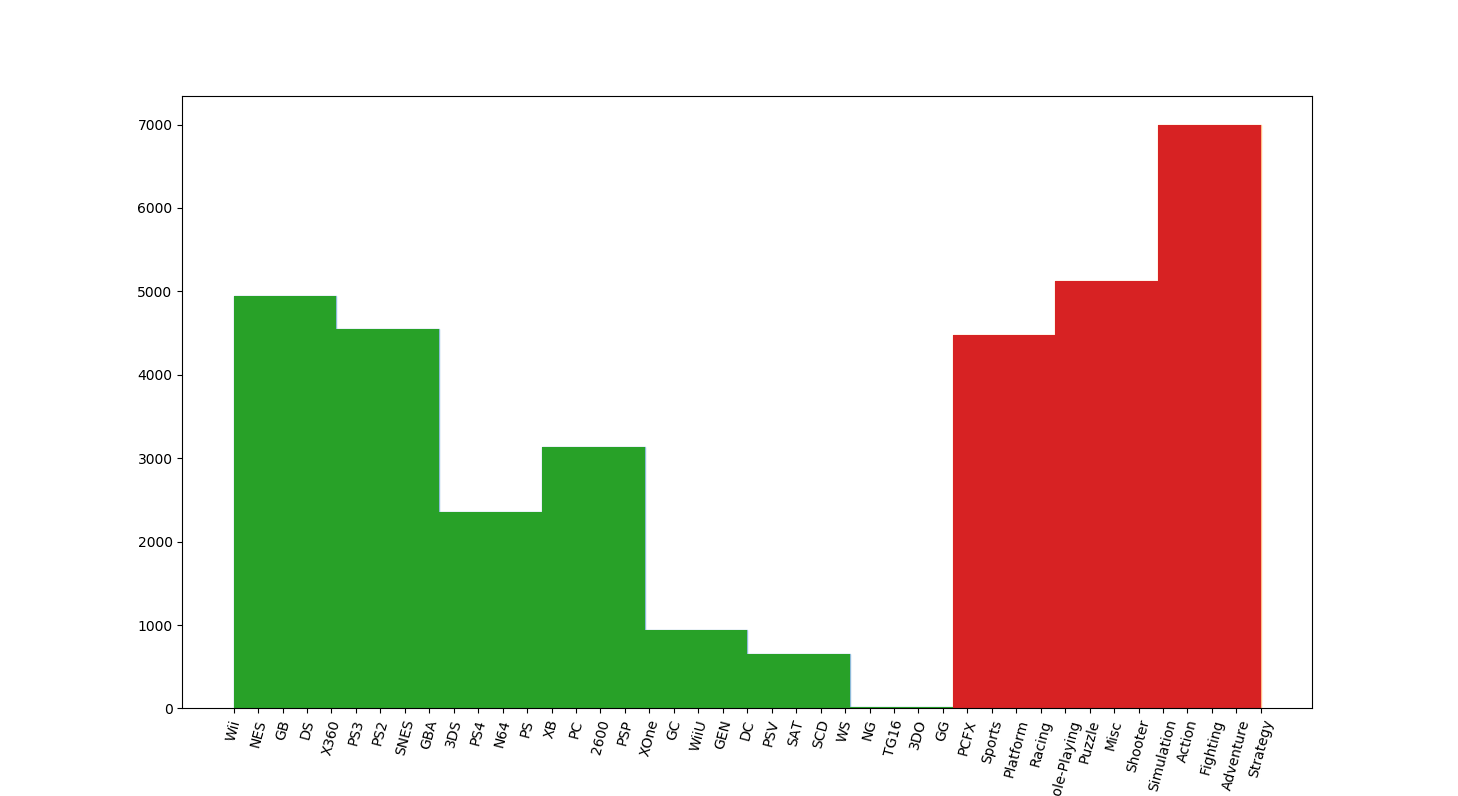 7000
6000
5000
4000
3000
2000
1000
0
Wii
NES
GB
DS
X360
PS3
PS2
SNES
GBA
3DS
PS4
N64
PS
XB
PC
2600
PSP
XOne
GC
WiiU
GEN
DC
PSV
SAT
SCD
WS
NG
TG16
3DO
GG
PCFX
Sports
Platform
Racing
ole-Playing
Puzzle
Misc
Shooter
Simulation
Action
Fighting
Adventure
Strategy